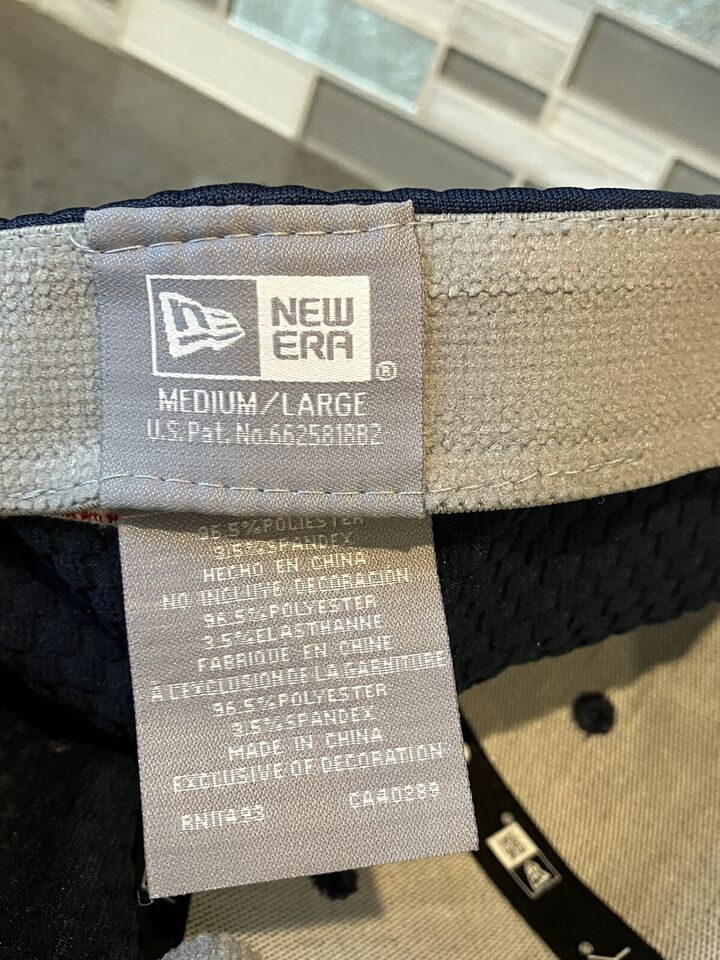 NEW
ERA
®
MEDIUM/LARGE
U.S. Pat. No. 6625818B2
96.5%POLIESTER
3.5%SPANDEX
HECHO EN CHINA
NO INCLUYE DECORACIÓN
96.5%POLYESTER
3.5%ELASTHANNE
FABRIQUE EN CHINE
À L'EXCLUSION DE LA GARNITURE
96.5%POLYESTER
3.5%SPANDEX
MADE IN CHINA
EXCLUSIVE OF DECORATION
RN11493 CA40289